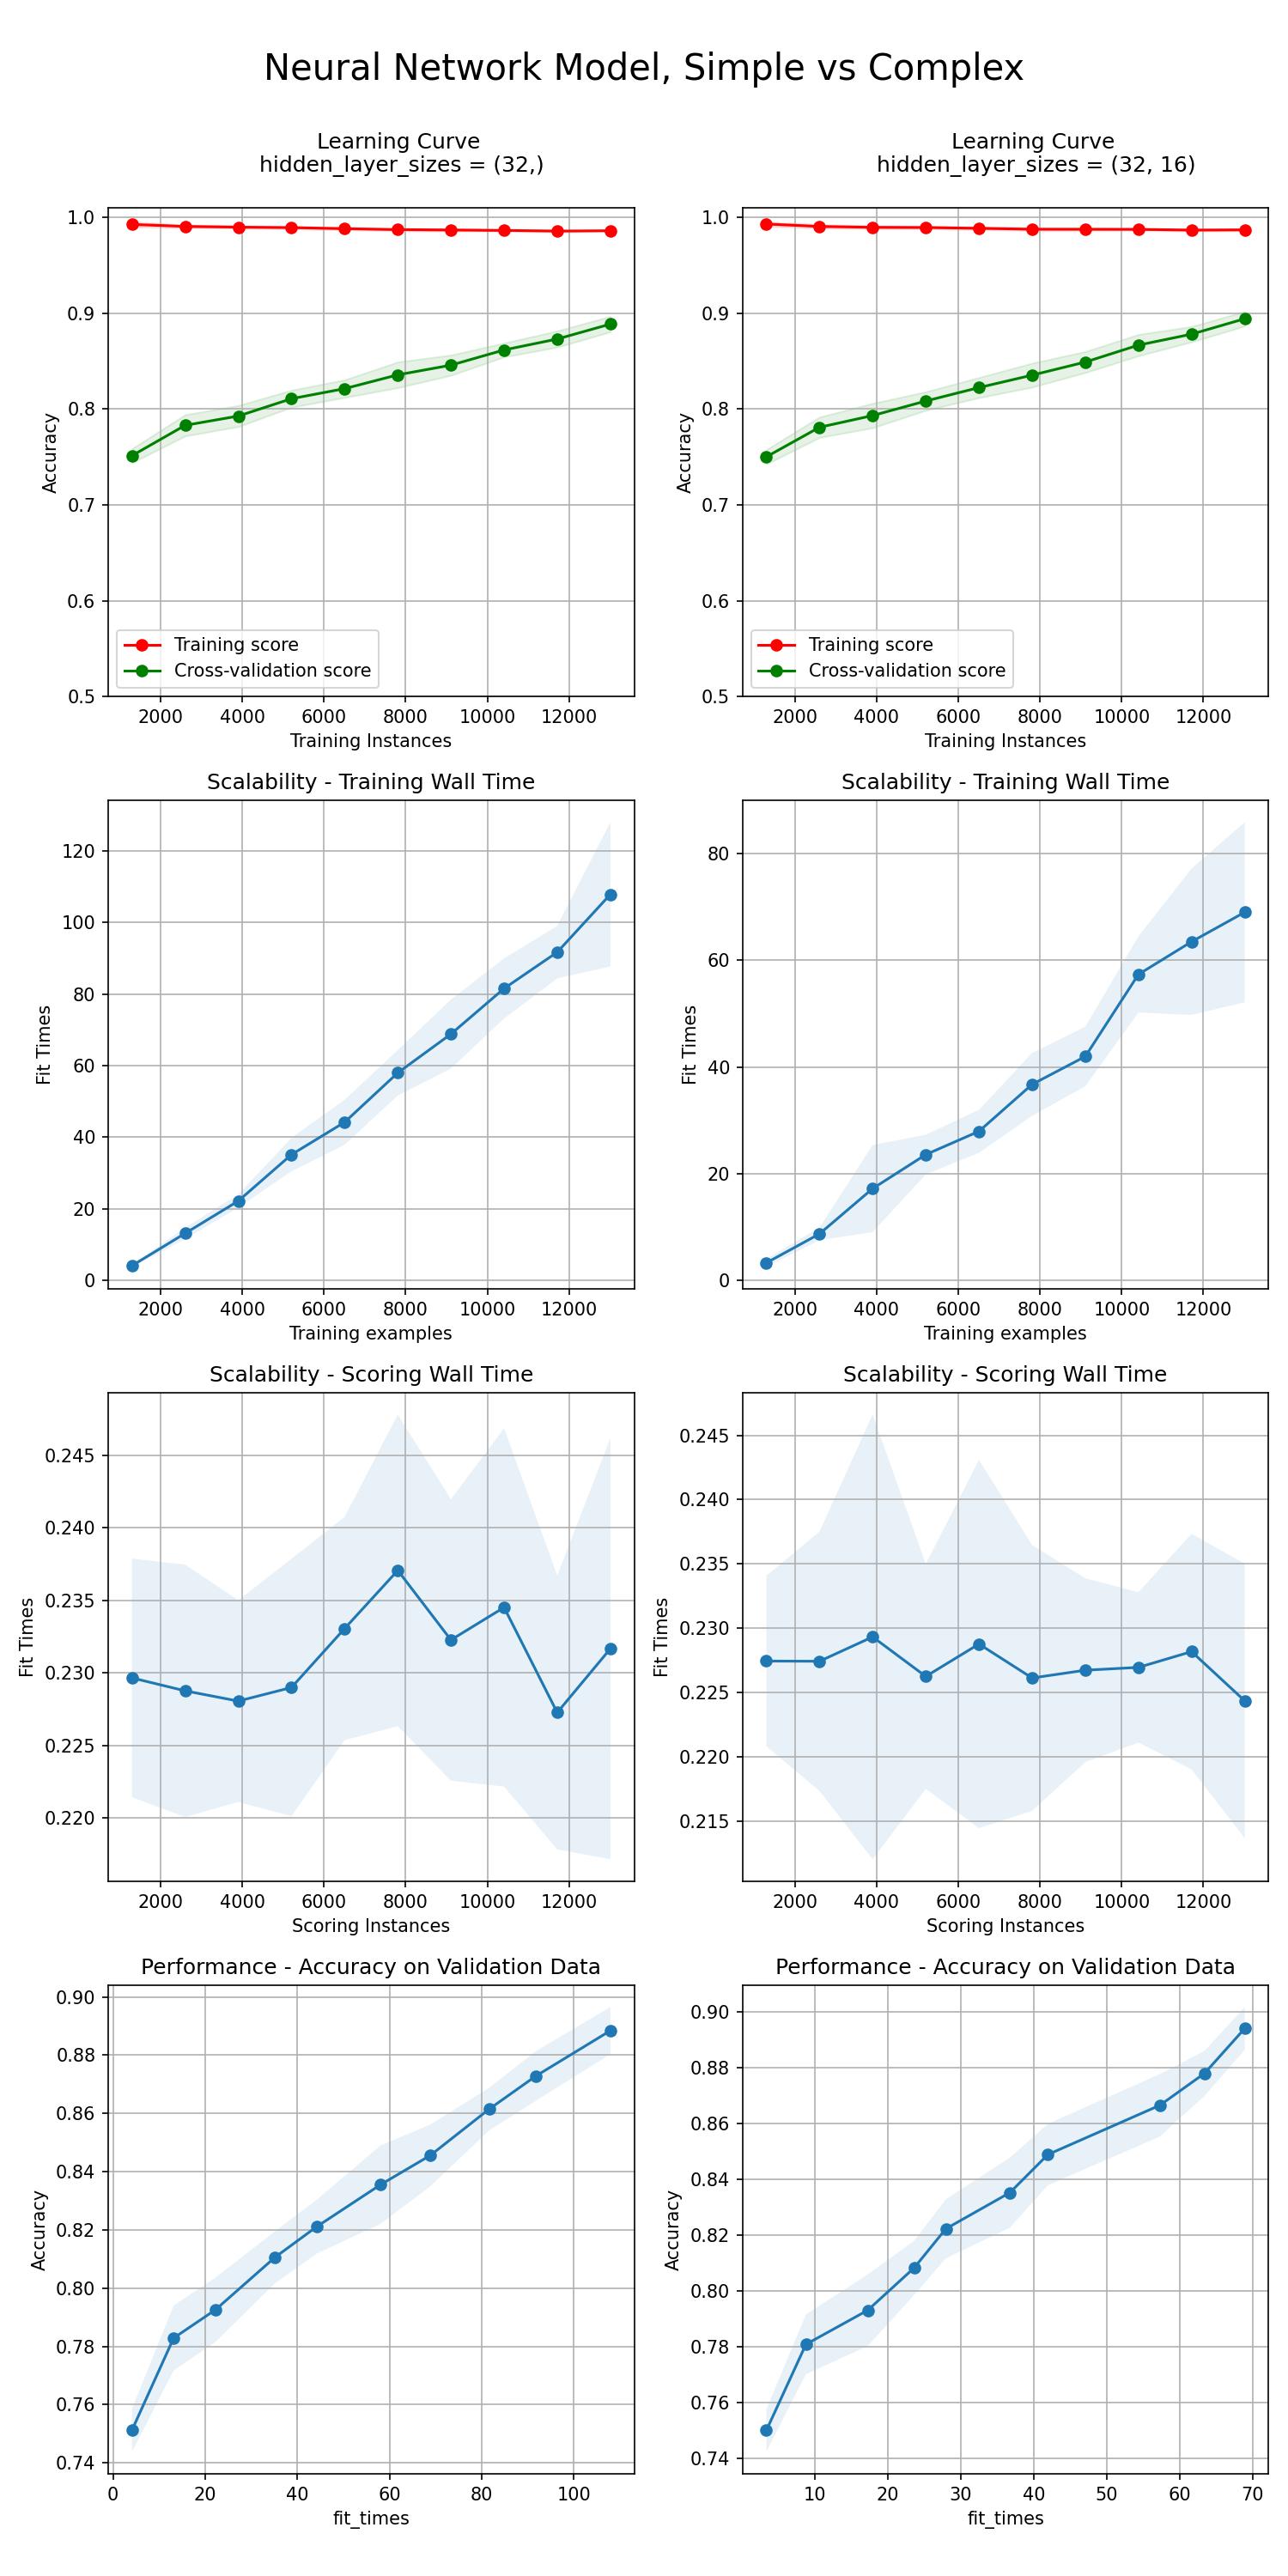 Neural Network Model, Simple vs Complex
Learning Curve
hidden_layer_sizes = (32,)
1.0
0.9
0.8
0.7
0.6
0.5
Accuracy
Training score
Cross-validation score
2000 4000 6000 8000 10000 12000
Training Instances
Learning Curve
hidden_layer_sizes = (32, 16)
1.0
0.9
0.8
0.7
0.6
0.5
Accuracy
Training score
Cross-validation score
2000 4000 6000 8000 10000 12000
Training Instances
Scalability - Training Wall Time
120
100
80
60
40
20
0
Fit Times
2000 4000 6000 8000 10000 12000
Training examples
Scalability - Training Wall Time
80
60
40
20
0
Fit Times
2000 4000 6000 8000 10000 12000
Training examples
Scalability - Scoring Wall Time
0.245
0.240
0.235
0.230
0.225
0.220
Fit Times
2000 4000 6000 8000 10000 12000
Scoring Instances
Scalability - Scoring Wall Time
0.245
0.240
0.235
0.230
0.225
0.220
0.215
Fit Times
2000 4000 6000 8000 10000 12000
Scoring Instances
Performance - Accuracy on Validation Data
0.90
0.88
0.86
0.84
0.82
0.80
0.78
0.76
0.74
Accuracy
0 20 40 60 80 100
fit_times
Performance - Accuracy on Validation Data
0.90
0.88
0.86
0.84
0.82
0.80
0.78
0.76
0.74
Accuracy
10 20 30 40 50 60 70
fit_times